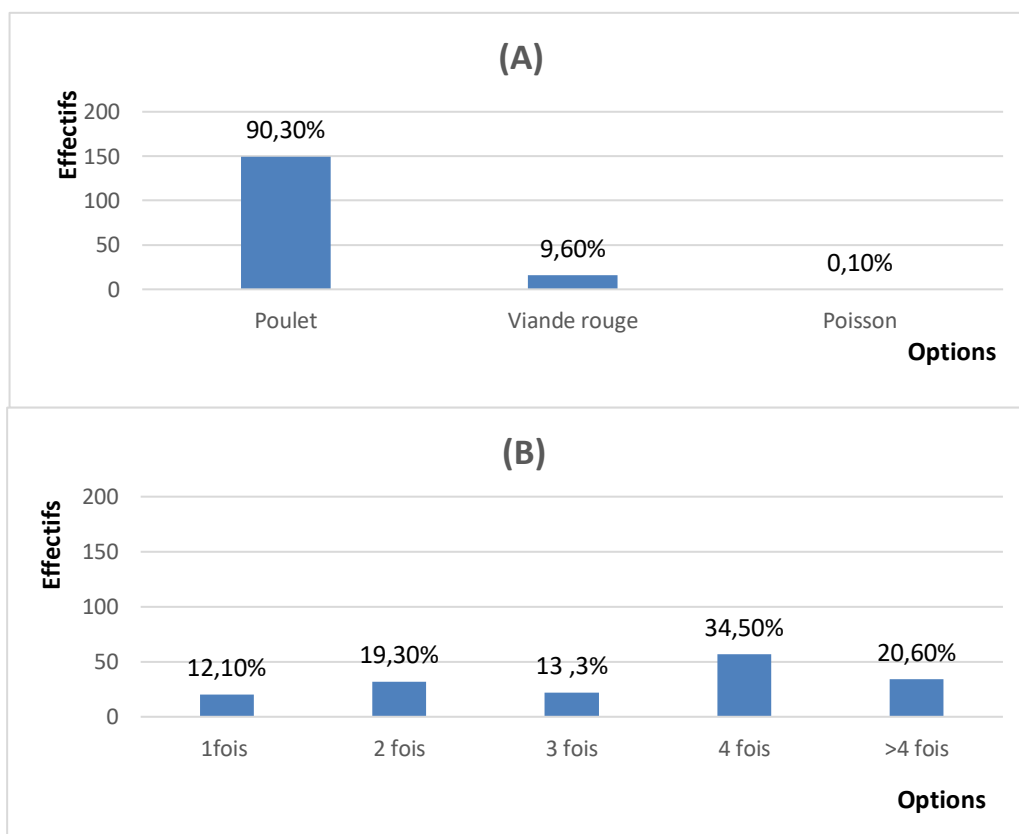 (A)
Effectifs
200
150
100
50
0
90,30%
9,60%
0,10%
Poulet Viande rouge Poisson
Options
(B)
Effectifs
200
150
100
50
0
12,10%
19,30%
13 ,3%
34,50%
20,60%
1fois 2 fois 3 fois 4 fois >4 fois
Options